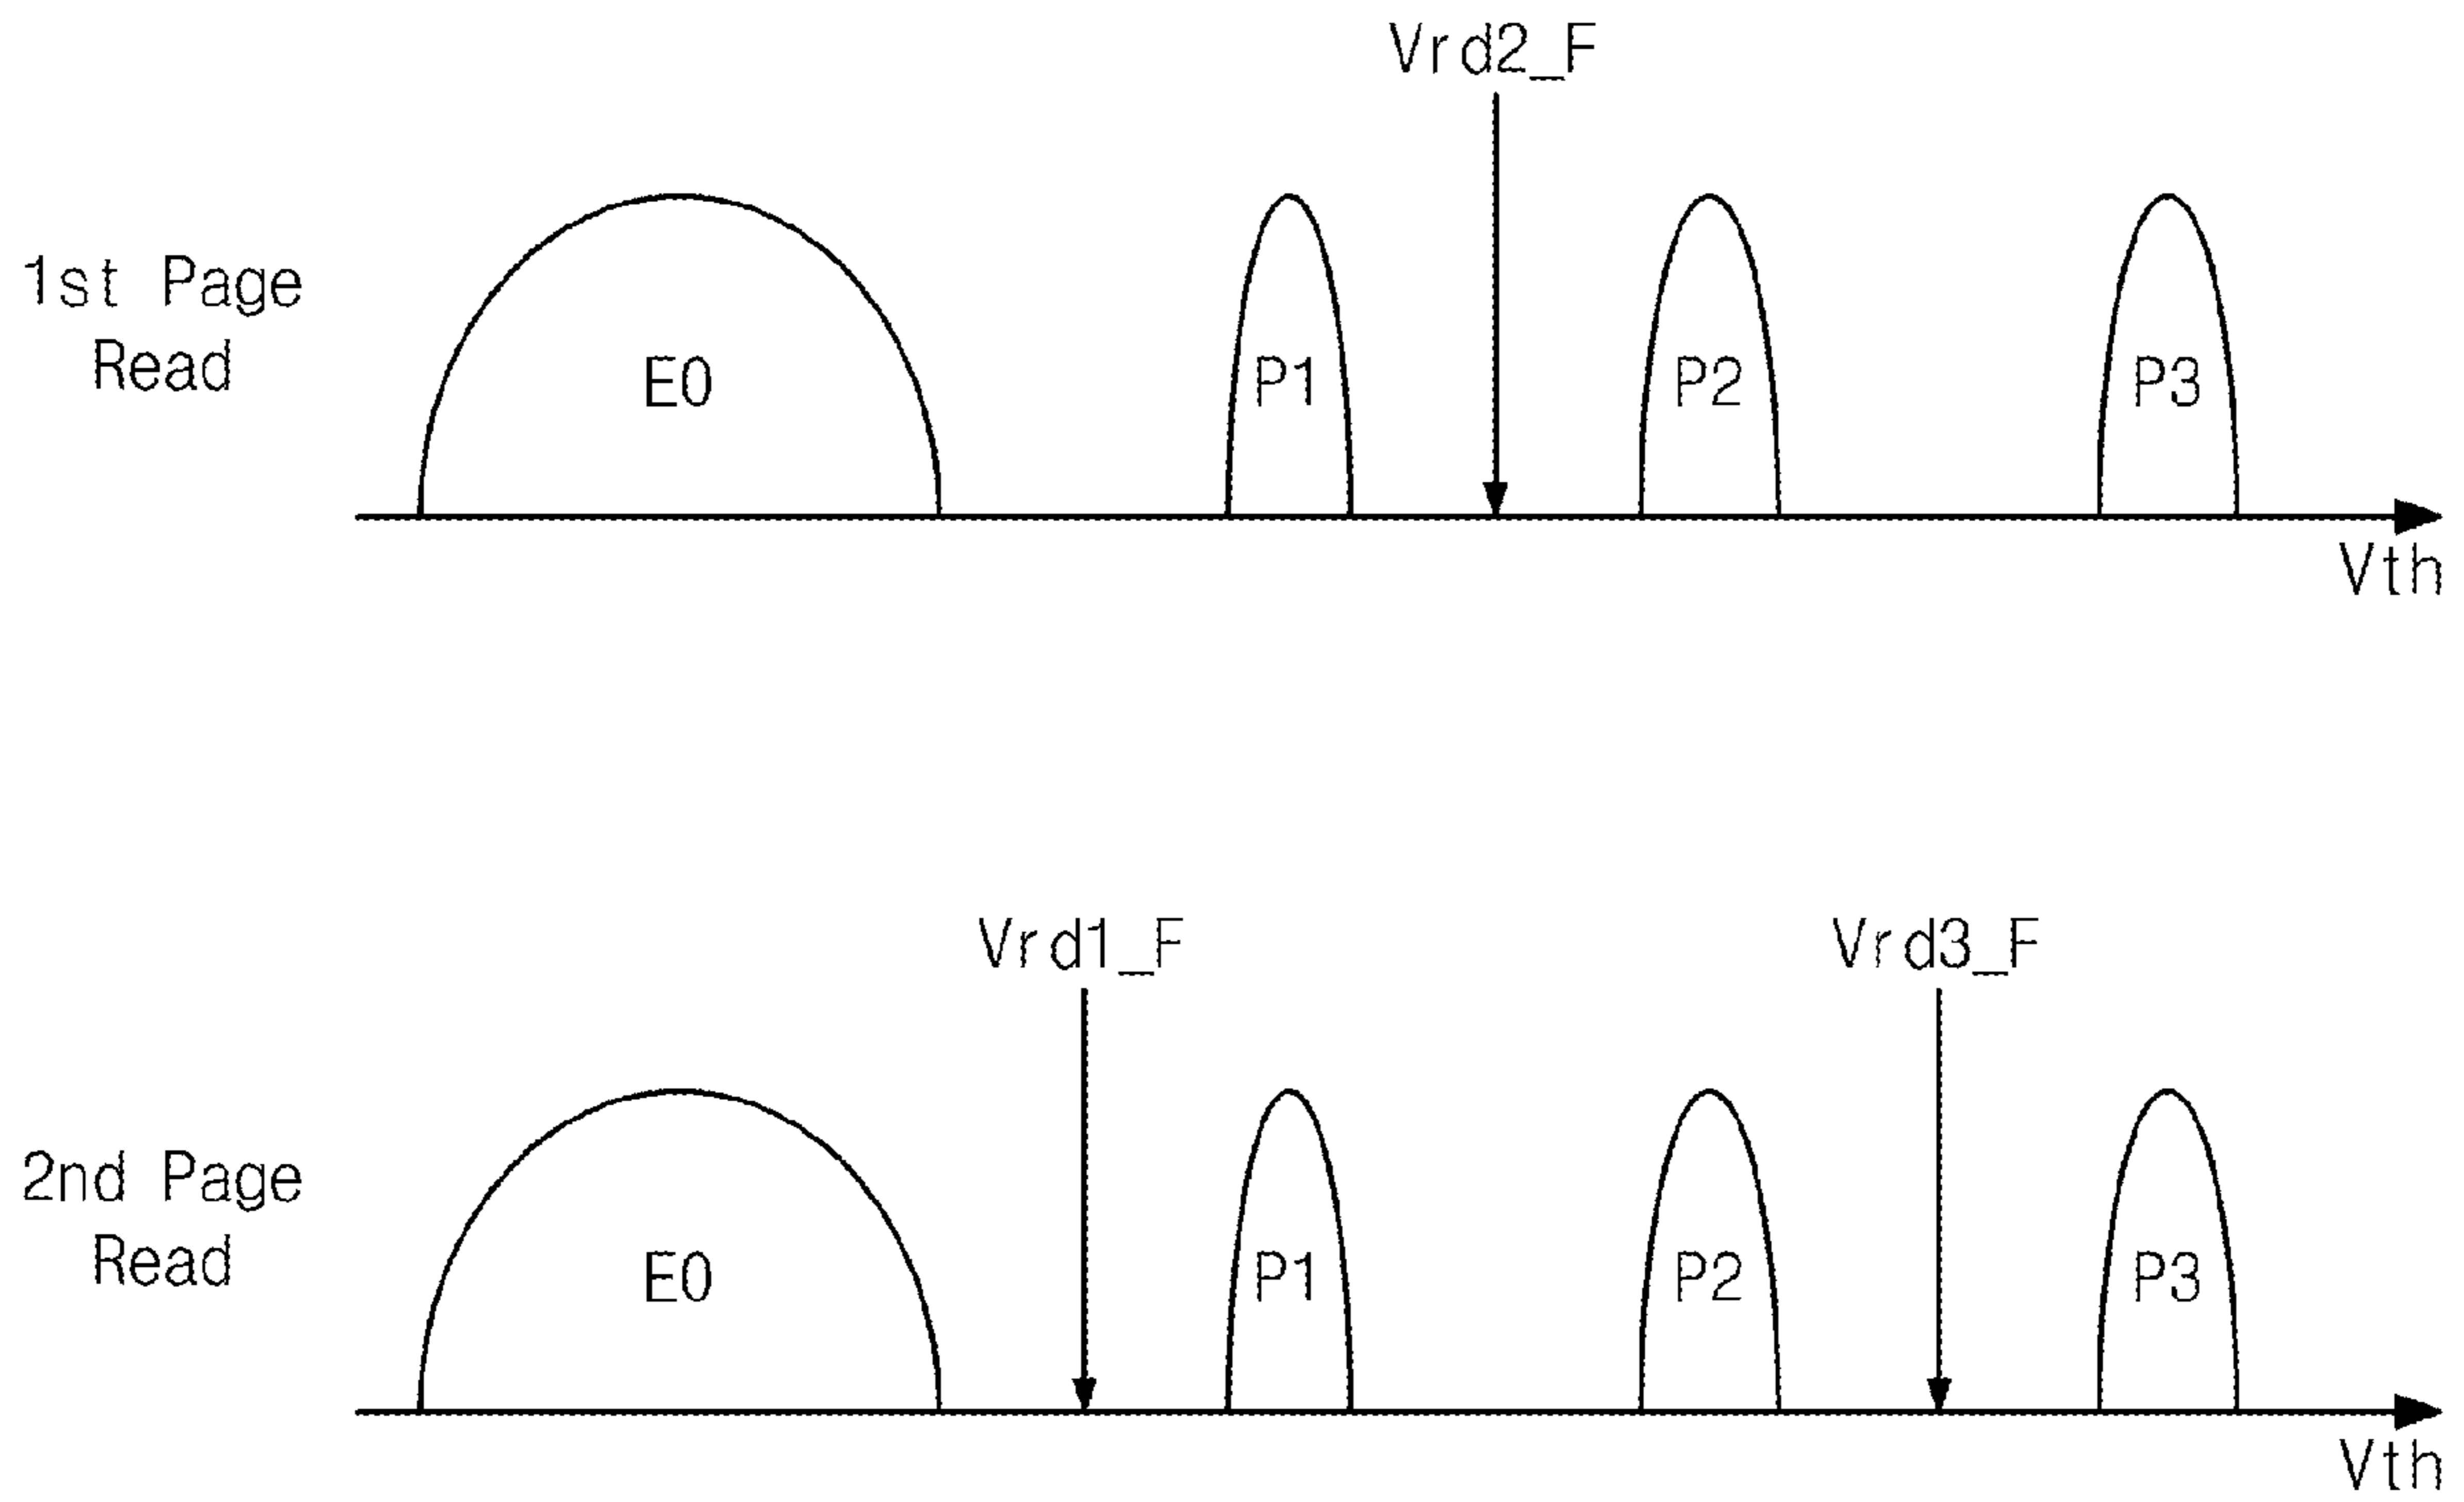 Vrd2_F
1st Page
Read
E0
P1
P2
P3
Vth
Vrd1_F
Vrd3_F
2nd Page
Read
E0
P1
P2
P3
Vth